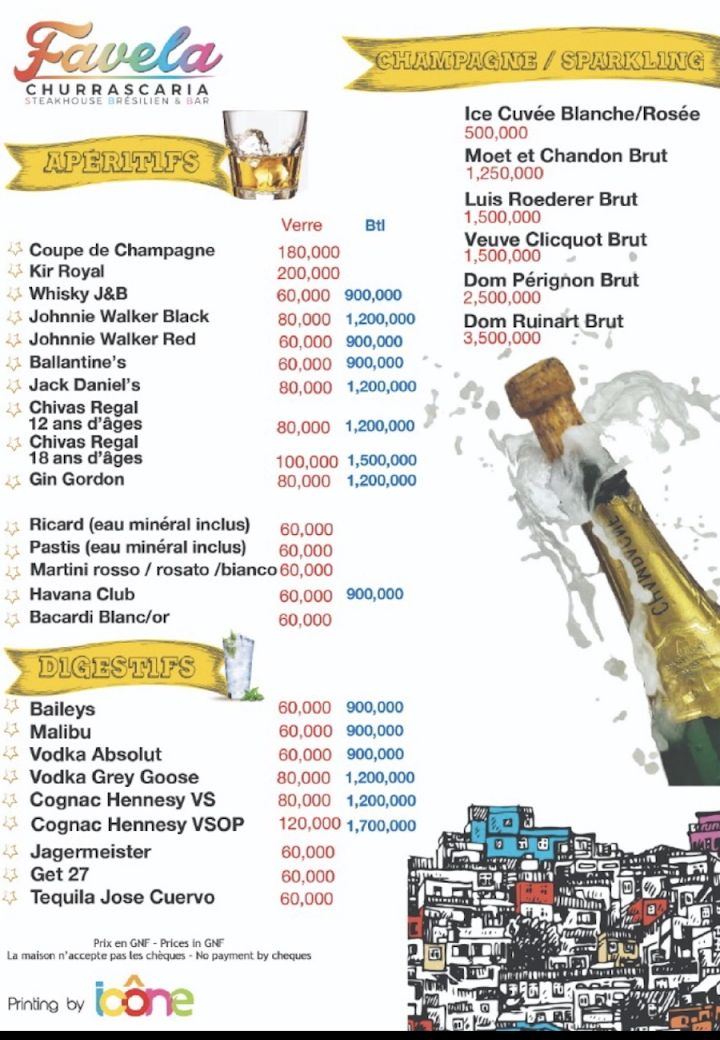 Favela
CHURRASCARIA
STEAKHOUSE BRÉSILIEN & BAR
APÉRITIFS
Verre Btl
Coupe de Champagne 180,000
Kir Royal 200,000
Whisky J&B 60,000 900,000
Johnnie Walker Black 80,000 1,200,000
Johnnie Walker Red 60,000 900,000
Ballantine's 60,000 900,000
Jack Daniel's 80,000 1,200,000
Chivas Regal
12 ans d'âges 80,000 1,200,000
Chivas Regal
18 ans d'âges 100,000 1,500,000
Gin Gordon 80,000 1,200,000
Ricard (eau minéral inclus) 60,000
Pastis (eau minéral inclus) 60,000
Martini rosso / rosato /bianco 60,000
Havana Club 60,000 900,000
Bacardi Blanc/or 60,000
DIGESTIFS
Baileys 60,000 900,000
Malibu 60,000 900,000
Vodka Absolut 60,000 900,000
Vodka Grey Goose 80,000 1,200,000
Cognac Hennesy VS 80,000 1,200,000
Cognac Hennesy VSOP 120,000 1,700,000
Jagermeister 60,000
Get 27 60,000
Tequila Jose Cuervo 60,000
Prix en GNF - Prices in GNF
La maison n'accepte pas les chèques - No payment by cheques
Printing by icône
CHAMPAGNE / SPARKLING
Ice Cuvée Blanche/Rosée
500,000
Moet et Chandon Brut
1,250,000
Luis Roederer Brut
1,500,000
Veuve Clicquot Brut
1,500,000
Dom Pérignon Brut
2,500,000
Dom Ruinart Brut
3,500,000